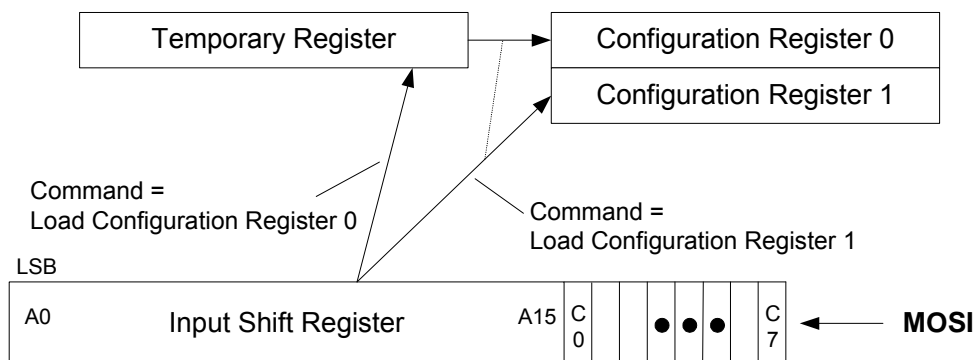 Temporary Register
Configuration Register 0
Configuration Register 1
Command =
Load Configuration Register 0
Command =
Load Configuration Register 1
LSB
A0
Input Shift Register
A15
C
0
C
7
MOSI